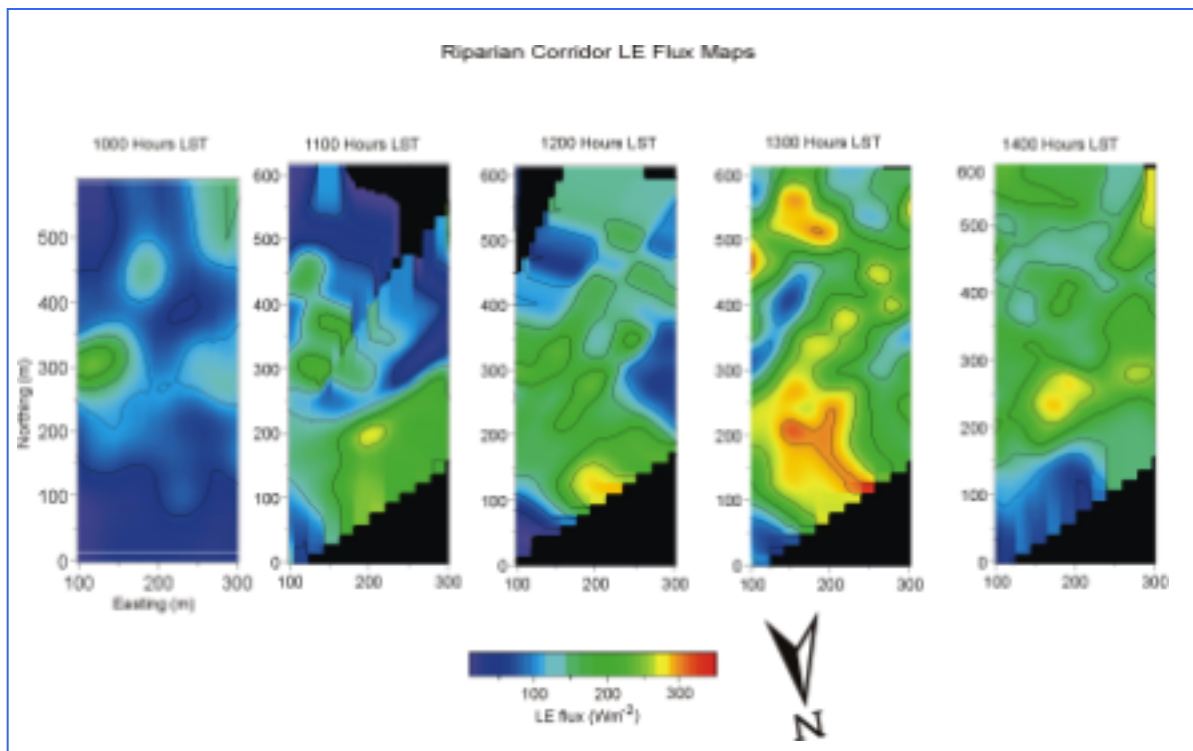 Riparian Corridor LE Flux Maps
1000 Hours LST
1100 Hours LST
1200 Hours LST
1300 Hours LST
1400 Hours LST
Northing (m)
500
400
300
200
100
0
100 200 300
Easting (m)
600
500
400
300
200
100
0
100 200 300
600
500
400
300
200
100
0
100 200 300
600
500
400
300
200
100
0
100 200 300
600
500
400
300
200
100
0
100 200 300
100 200 300
LE flux (Wm⁻²)
N